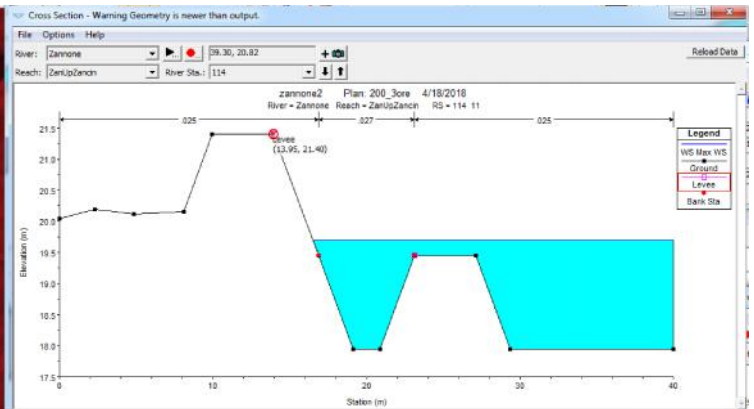 Cross Section - Warning Geometry is newer than output.
File Options Help
River: Zannone 39.30, 20.82 Reload Data
Reach: ZanUpZancin River Sta.: 114
zannone2 Plan: 200_3ore 4/18/2018
River = Zannone Reach = ZanUpZancin RS = 114 11
.025 .027 .025
Legend
WS Max WS
Ground
Levee
Bank Sta
Levee
(13.95, 21.40)
21.5
21.0
20.5
20.0
19.5
19.0
18.5
18.0
17.5
Elevation (m)
0 10 20 30 40
Station (m)